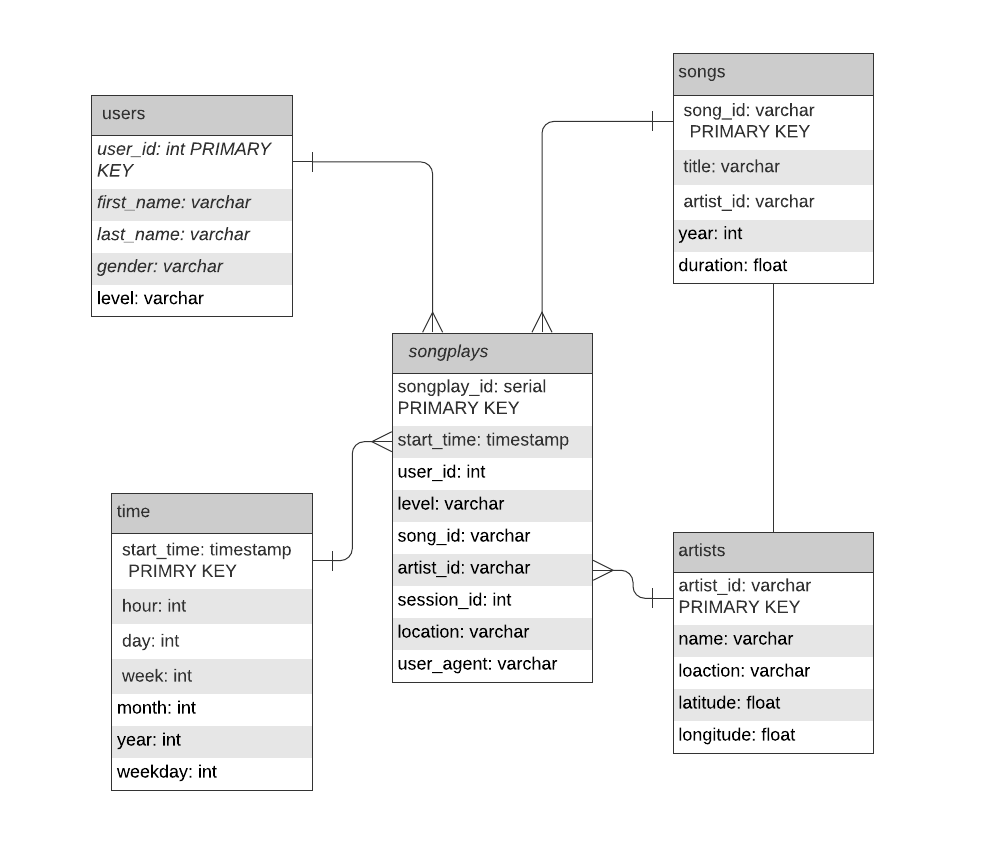 users
user_id: int PRIMARY
KEY
first_name: varchar
last_name: varchar
gender: varchar
level: varchar
songs
song_id: varchar
PRIMARY KEY
title: varchar
artist_id: varchar
year: int
duration: float
songplays
songplay_id: serial
PRIMARY KEY
start_time: timestamp
user_id: int
level: varchar
song_id: varchar
artist_id: varchar
session_id: int
location: varchar
user_agent: varchar
time
start_time: timestamp
PRIMRY KEY
hour: int
day: int
week: int
month: int
year: int
weekday: int
artists
artist_id: varchar
PRIMARY KEY
name: varchar
loaction: varchar
latitude: float
longitude: float